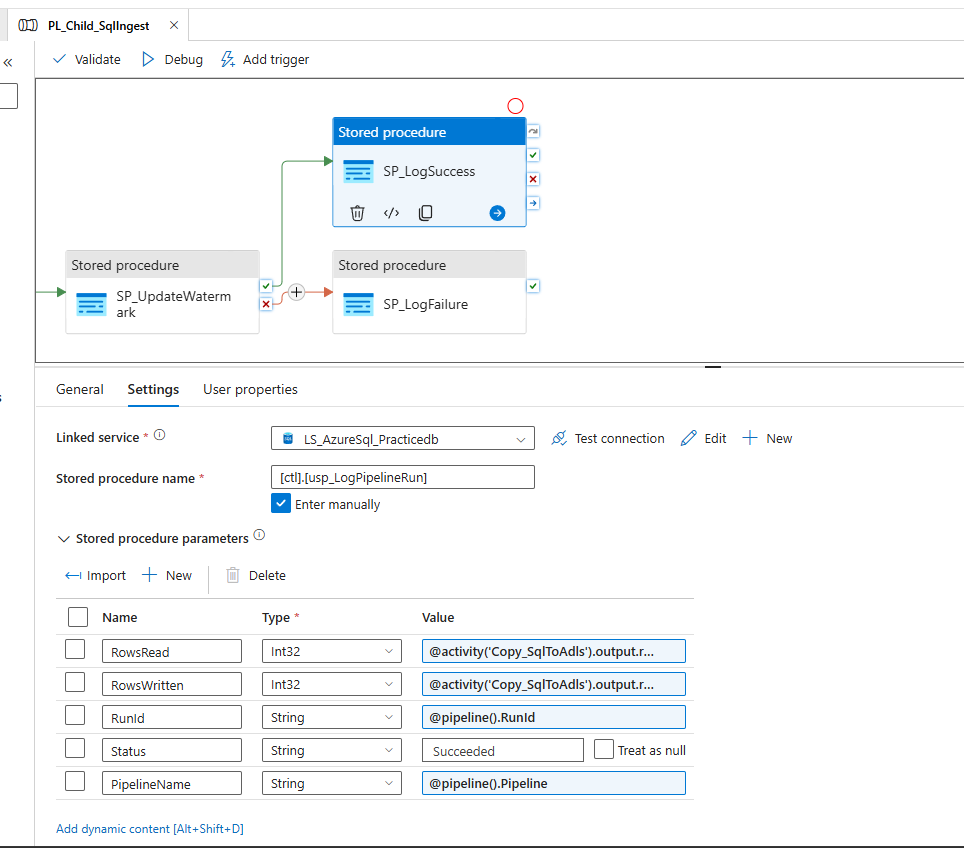 PL_Child_SqlIngest
Validate Debug Add trigger
Stored procedure
SP_LogSuccess
Stored procedure
SP_UpdateWaterm
ark
Stored procedure
SP_LogFailure
General Settings User properties
Linked service *
LS_AzureSql_Practicedb
Test connection Edit New
Stored procedure name *
[ctl].[usp_LogPipelineRun]
Enter manually
Stored procedure parameters
Import New Delete
Name Type * Value
RowsRead Int32 @activity('Copy_SqlToAdls').output.r...
RowsWritten Int32 @activity('Copy_SqlToAdls').output.r...
RunId String @pipeline().RunId
Status String Succeeded Treat as null
PipelineName String @pipeline().Pipeline
Add dynamic content [Alt+Shift+D]